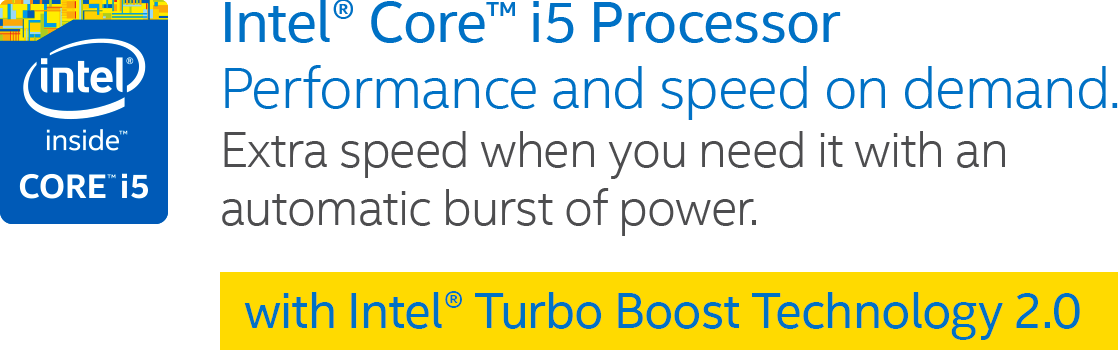 intel®
inside™
CORE™ i5
Intel® Core™ i5 Processor
Performance and speed on demand.
Extra speed when you need it with an
automatic burst of power.
with Intel® Turbo Boost Technology 2.0